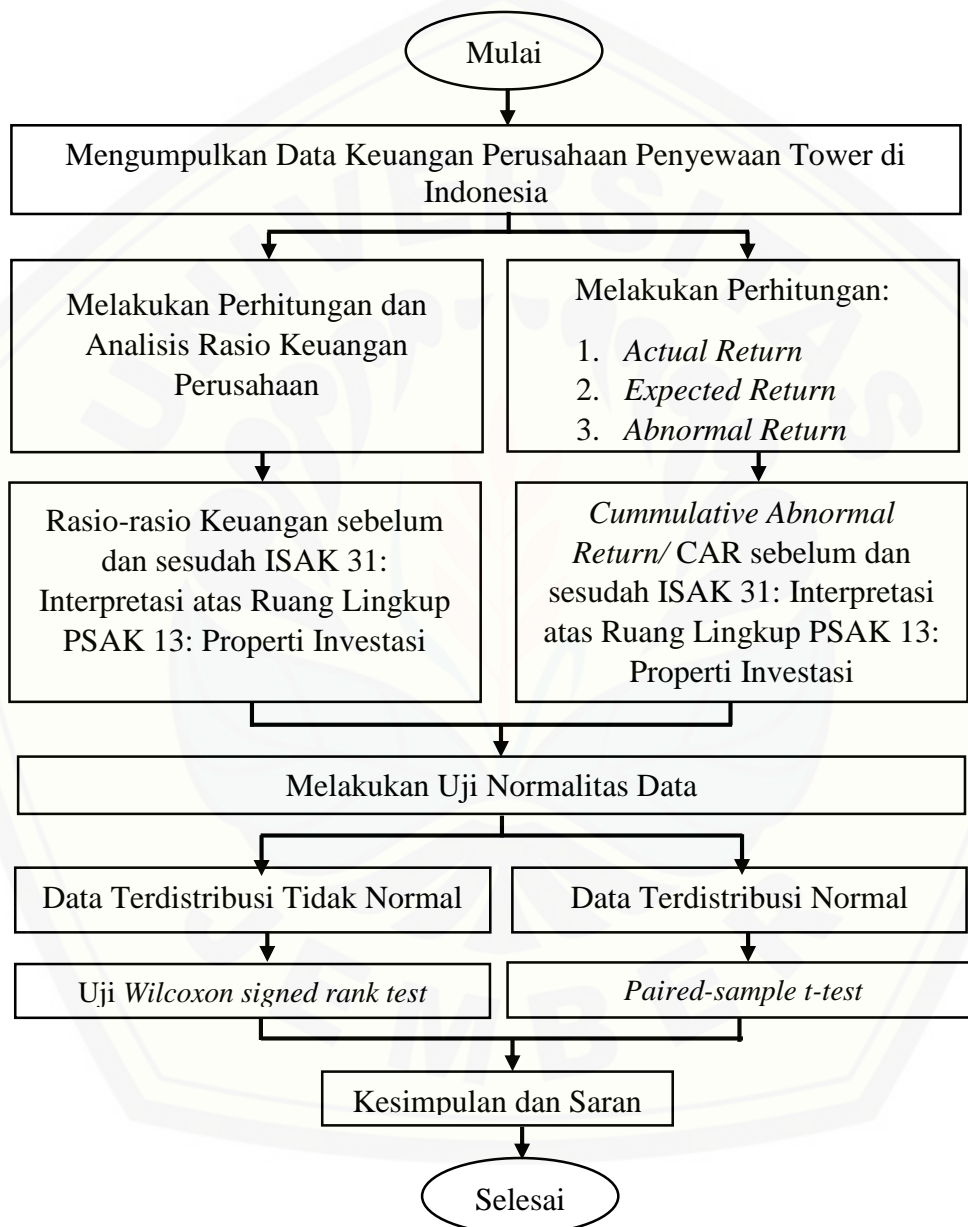 Mulai
Mengumpulkan Data Keuangan Perusahaan Penyewaan Tower di
Indonesia
Melakukan Perhitungan dan
Analisis Rasio Keuangan
Perusahaan
Melakukan Perhitungan:
1. Actual Return
2. Expected Return
3. Abnormal Return
Rasio-rasio Keuangan sebelum
dan sesudah ISAK 31:
Interpretasi atas Ruang Lingkup
PSAK 13: Properti Investasi
Cummulative Abnormal
Return/ CAR sebelum dan
sesudah ISAK 31: Interpretasi
atas Ruang Lingkup PSAK 13:
Properti Investasi
Melakukan Uji Normalitas Data
Data Terdistribusi Tidak Normal
Data Terdistribusi Normal
Uji Wilcoxon signed rank test
Paired-sample t-test
Kesimpulan dan Saran
Selesai
UNIVERSITAS
JEMBER